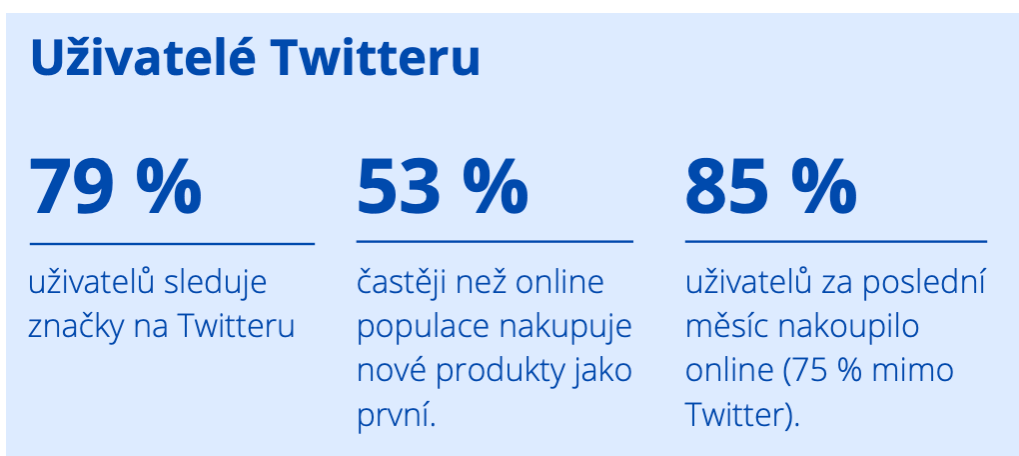 Uživatelé Twitteru
79 %
uživatelů sleduje
značky na Twitteru
53 %
častěji než online
populace nakupuje
nové produkty jako
první.
85 %
uživatelů za poslední
měsíc nakoupilo
online (75 % mimo
Twitter).